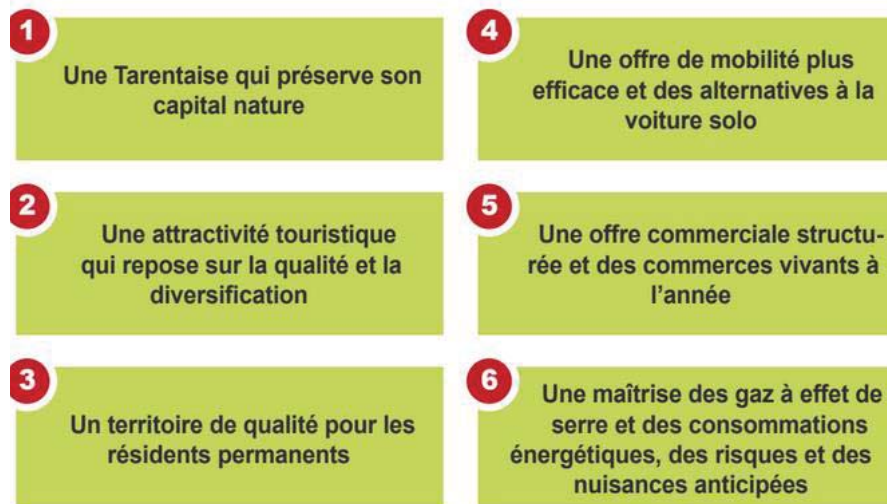 1
Une Tarentaise qui préserve son
capital nature
2
Une attractivité touristique
qui repose sur la qualité et la
diversification
3
Un territoire de qualité pour les
résidents permanents
4
Une offre de mobilité plus
efficace et des alternatives à la
voiture solo
5
Une offre commerciale structu-
rée et des commerces vivants à
l'année
6
Une maîtrise des gaz à effet de
serre et des consommations
énergétiques, des risques et des
nuisances anticipées